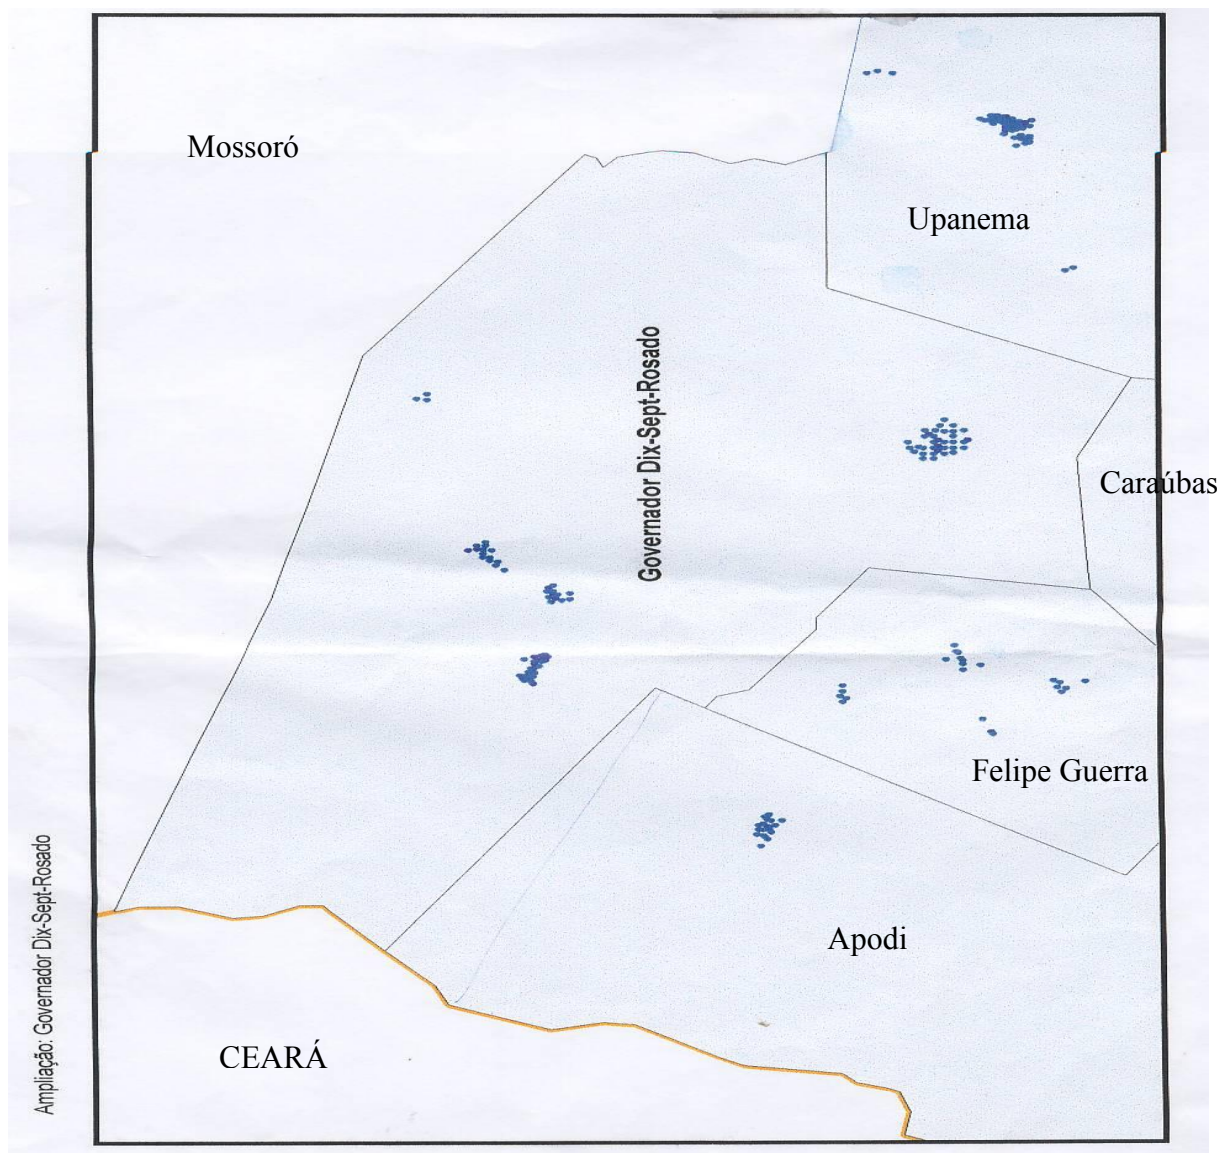 Mossoró
Upanema
Governador Dix-Sept-Rosado
Caraúbas
Felipe Guerra
Apodi
CEARÁ
Ampliação: Governador Dix-Sept-Rosado